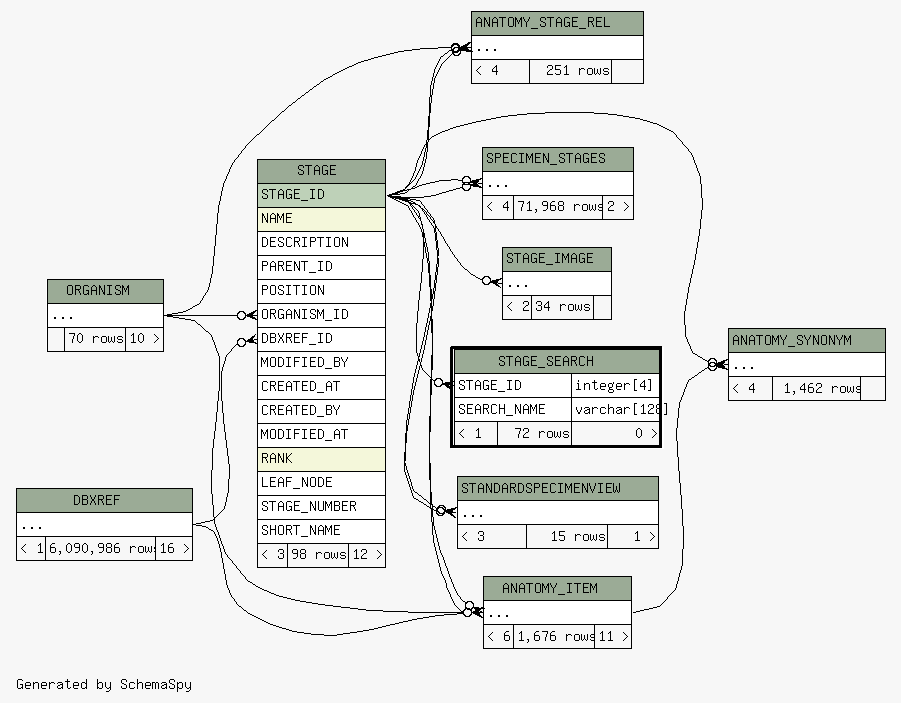 ANATOMY_STAGE_REL
...
< 4 251 rows
SPECIMEN_STAGES
...
< 4 71,968 rows 2 >
STAGE
STAGE_ID
NAME
DESCRIPTION
PARENT_ID
POSITION
ORGANISM_ID
DBXREF_ID
MODIFIED_BY
CREATED_AT
CREATED_BY
MODIFIED_AT
RANK
LEAF_NODE
STAGE_NUMBER
SHORT_NAME
< 3 98 rows 12 >
STAGE_IMAGE
...
< 2 34 rows
ORGANISM
...
70 rows 10 >
ANATOMY_SYNONYM
...
< 4 1,462 rows
STAGE_SEARCH
STAGE_ID integer[4]
SEARCH_NAME varchar[128]
< 1 72 rows 0 >
STANDARDSPECIMENVIEW
...
< 3 15 rows 1 >
DBXREF
...
< 1 6,090,986 rows 16 >
ANATOMY_ITEM
...
< 6 1,676 rows 11 >
Generated by SchemaSpy